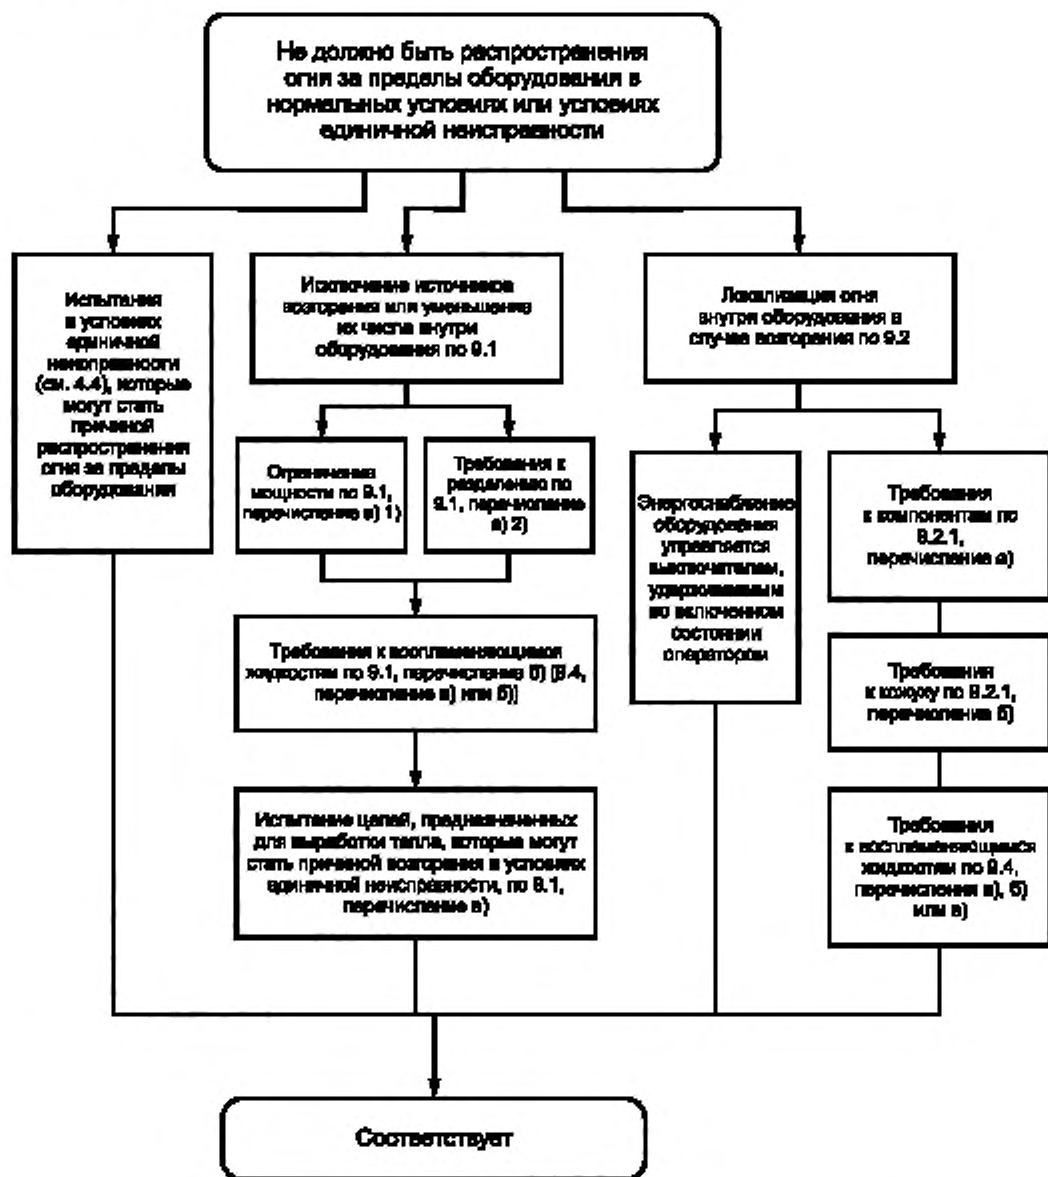 Не должно быть распространения
огня за пределы оборудования в
нормальных условиях или условиях
единичной неисправности
Испытания
в условиях
единичной
неисправности
(см. 4.4), которые
могут стать
причиной
распространения
огня за пределы
оборудования
Исключение источников
возгорания или уменьшение
их числа внутри
оборудования по 9.1
Локализация огня
внутри оборудования в
случае возгорания по 9.2
Ограничения
мощности по 9.1,
перечисление а) 1)
Требования к
разделению по
9.1, перечисление
а) 2)
Энергоснабжение
оборудования
управляется
выключателем,
удерживаемым
во включенном
состоянии
оператором
Требования
к компонентам по
9.2.1,
перечисление а)
Требования к воспламеняющимся
жидкостям по 9.1, перечисление б) [9.4,
перечисление а) или б)]
Требования
к кожуху по 9.2.1,
перечисление б)
Испытание цепей, предназначенных
для выработки тепла, которые могут
стать причиной возгорания в условиях
единичной неисправности, по 9.1,
перечисление в)
Требования
к воспламеняющимся
жидкостям по 9.4,
перечисления а), б)
или в)
Соответствует